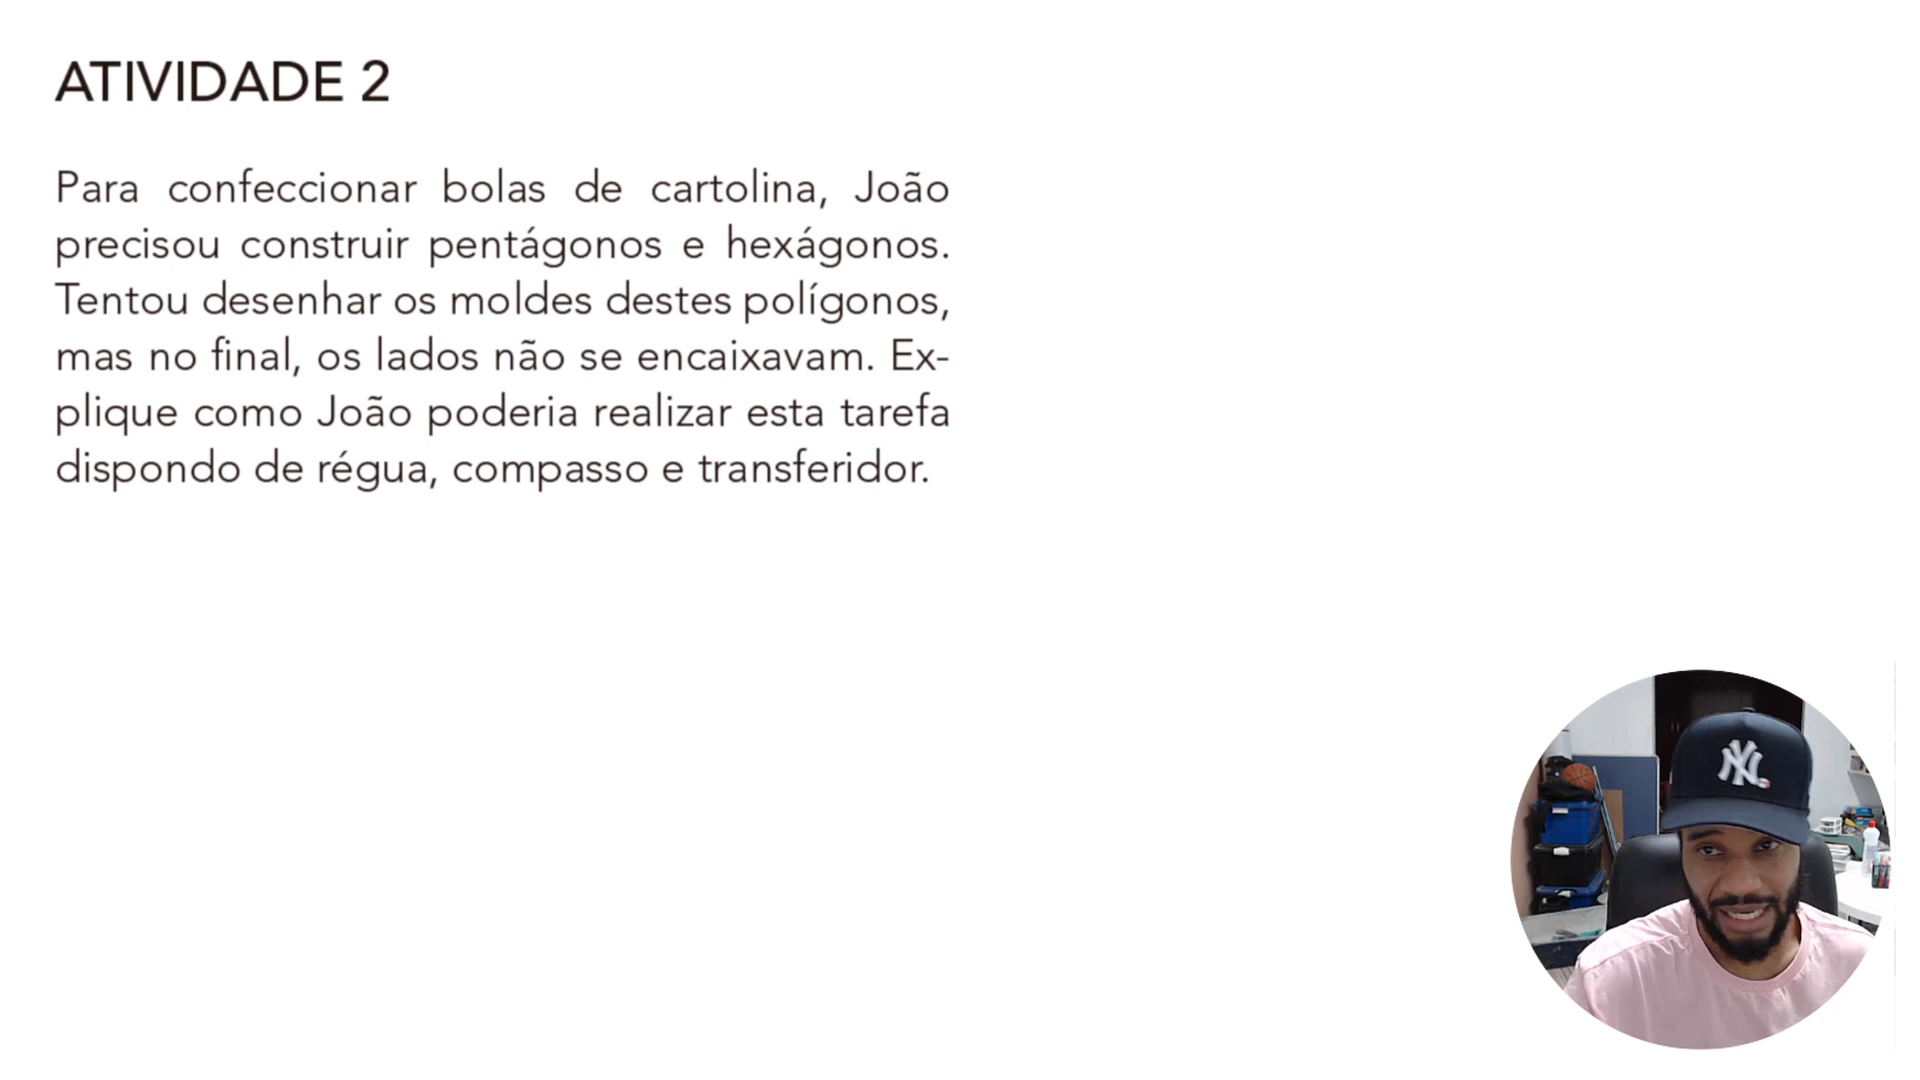 ATIVIDADE 2
Para confeccionar bolas de cartolina, João
precisou construir pentágonos e hexágonos.
Tentou desenhar os moldes destes polígonos,
mas no final, os lados não se encaixavam. Ex-
plique como João poderia realizar esta tarefa
dispondo de régua, compasso e transferidor.
NY